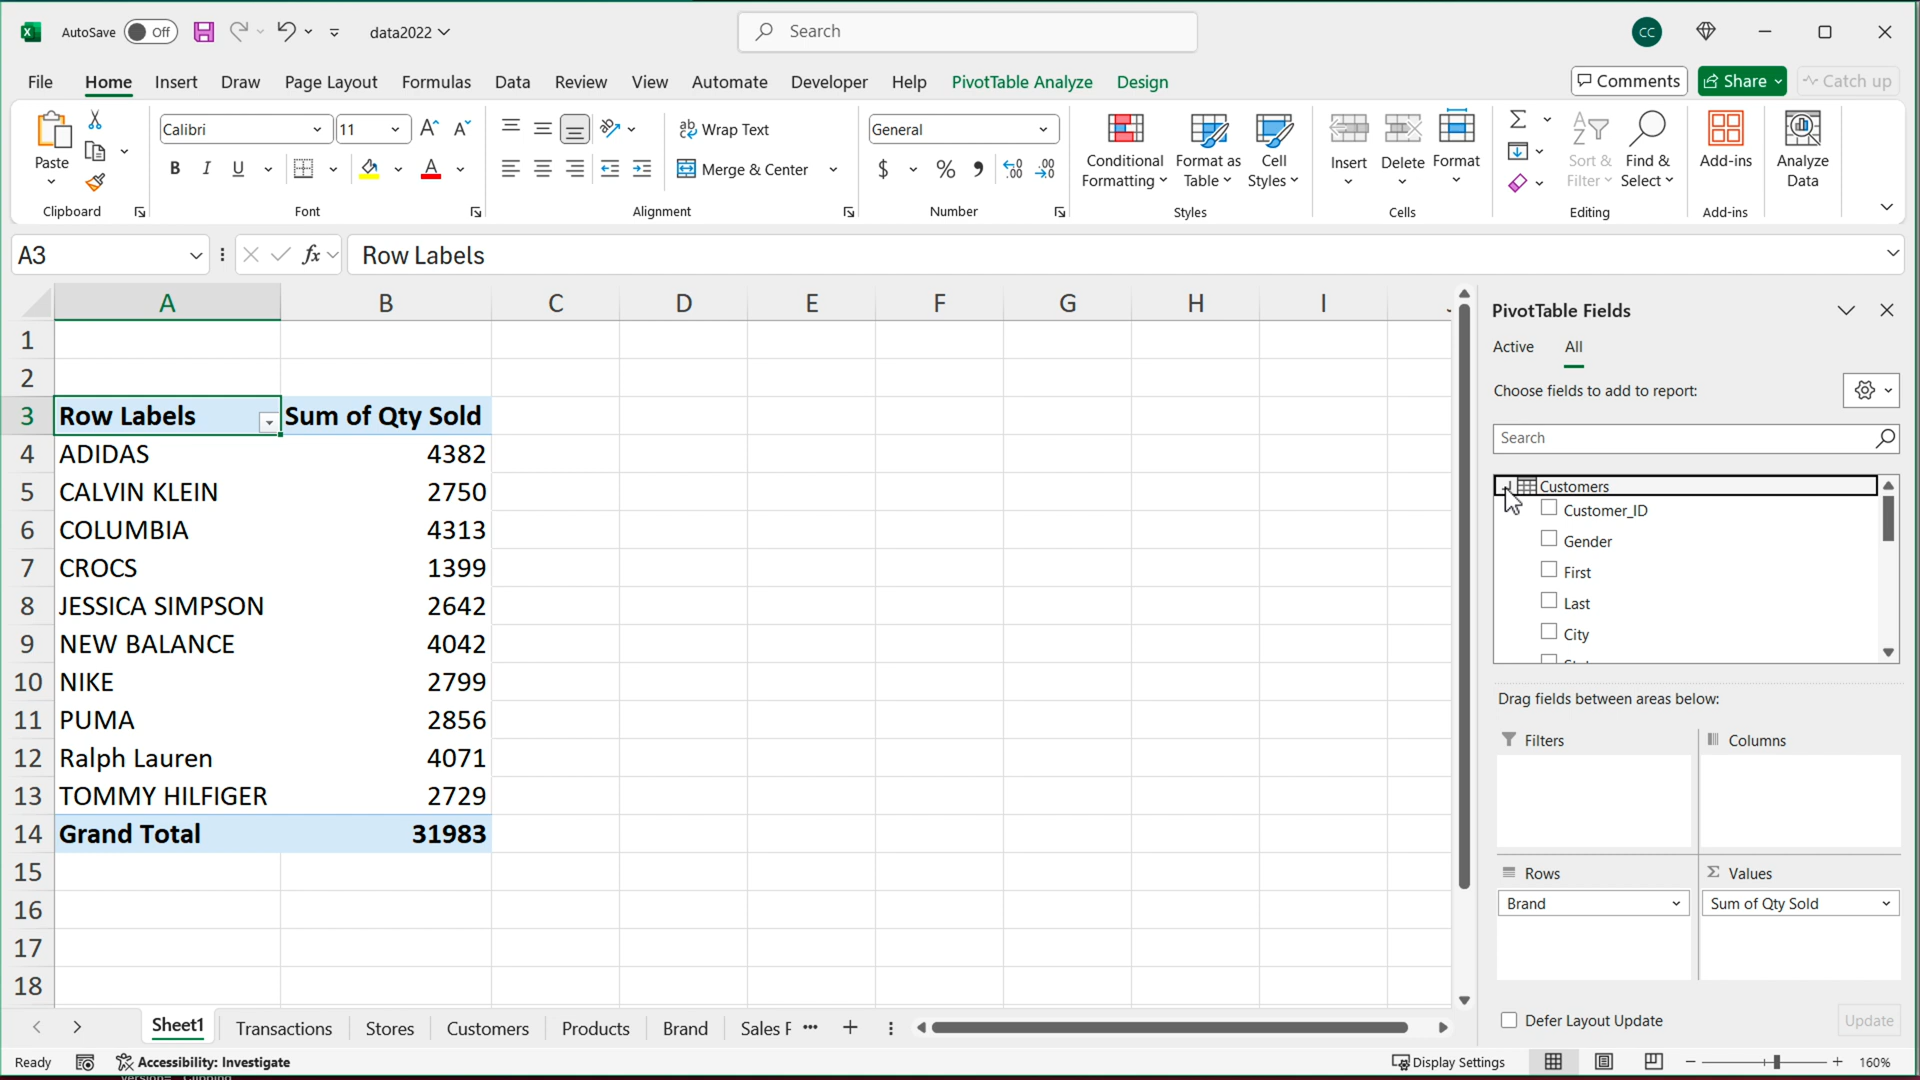 AutoSave Off data2022 Search CC
File Home Insert Draw Page Layout Formulas Data Review View Automate Developer Help PivotTable Analyze Design Comments Share Catch up
Calibri 11 Wrap Text General
Paste B I U A Merge & Center $ % Conditional Formatting Format as Table Cell Styles Insert Delete Format Sort & Filter Find & Select Add-ins Analyze Data
Clipboard Font Alignment Number Styles Cells Editing Add-ins
A3 fx Row Labels
A B C D E F G H I
PivotTable Fields
1
Active All
2
Choose fields to add to report:
3 Row Labels Sum of Qty Sold
Search
4 ADIDAS 4382
5 CALVIN KLEIN 2750
Customers
Customer_ID
6 COLUMBIA 4313
Gender
7 CROCS 1399
First
8 JESSICA SIMPSON 2642
Last
9 NEW BALANCE 4042
City
10 NIKE 2799
Drag fields between areas below:
11 PUMA 2856
Filters Columns
12 Ralph Lauren 4071
13 TOMMY HILFIGER 2729
14 Grand Total 31983
15
Rows Values
16
Brand Sum of Qty Sold
17
18
Sheet1 Transactions Stores Customers Products Brand Sales F
Defer Layout Update Update
Ready Accessibility: Investigate Display Settings 160%